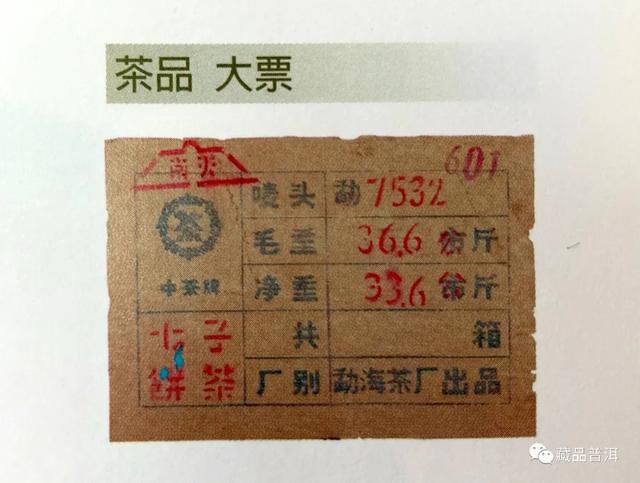 茶品 大票
601
唛头 勐7532
毛重 36.6 公斤
中茶牌
净重 33.6 公斤
七子
饼茶
共 箱
厂别 勐海茶厂出品
藏品普洱